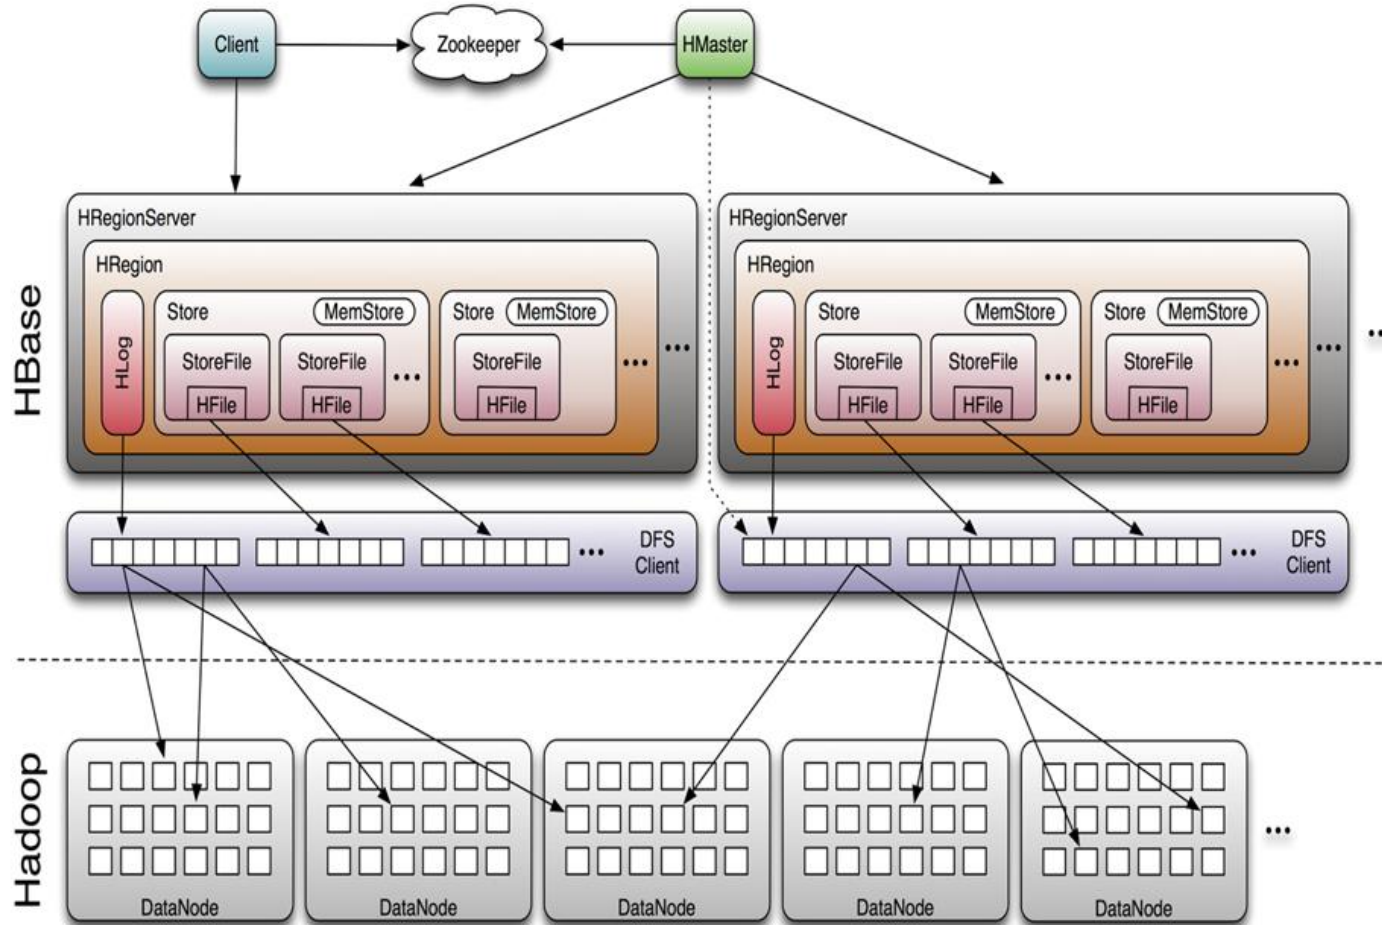 Client
Zookeeper
HMaster
HBase
HRegionServer
HRegion
HLog
Store
MemStore
StoreFile
HFile
StoreFile
HFile
...
Store
MemStore
StoreFile
HFile
...
...
HRegionServer
HRegion
HLog
Store
MemStore
StoreFile
HFile
StoreFile
HFile
...
Store
MemStore
StoreFile
HFile
...
...
...
...
DFS
Client
...
DFS
Client
Hadoop
DataNode
DataNode
DataNode
DataNode
DataNode
...